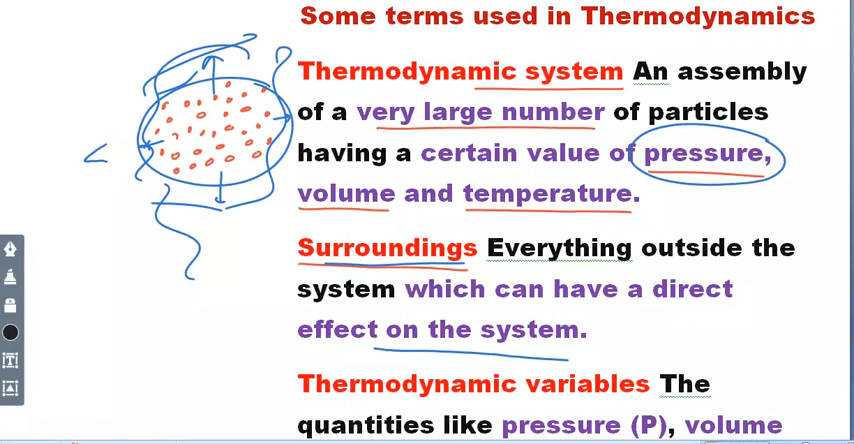 Some terms used in Thermodynamics
Thermodynamic system An assembly
of a very large number of particles
having a certain value of pressure,
volume and temperature.
Surroundings Everything outside the
system which can have a direct
effect on the system.
Thermodynamic variables The
quantities like pressure (P), volume